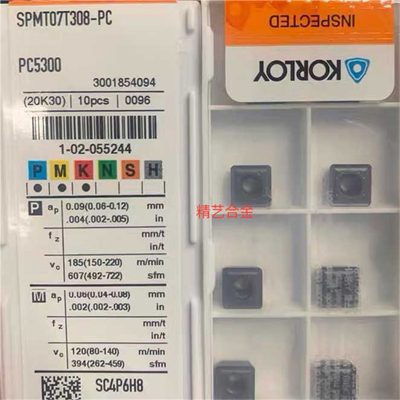 SPMT07T308-PC
PC5300
3001854094
(20K30) | 10pcs | 0096
1-02-055244
P M K N S H
P ap 0.09(0.06-0.12) mm
.004(.002-.005) in
fz mm/t
in/t
vc 185(150-220) m/min
607(492-722) sfm
M ap 0.06(0.04-0.08) mm
.002(.002-.003) in
fz mm/t
in/t
vc 120(80-140) m/min
394(262-459) sfm
SC4P6H8
INSPECTED
KORLOY
精艺合金